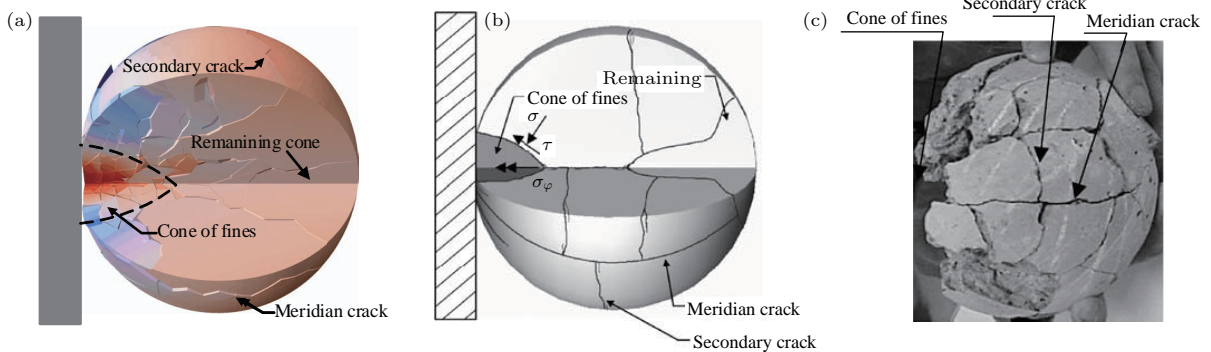 (a)
Secondary crack
Remanining cone
Cone of fines
Meridian crack
(b)
Remaining
Cone of fines
σ
τ
σφ
Meridian crack
Secondary crack
(c)
Cone of fines
Secondary crack
Meridian crack